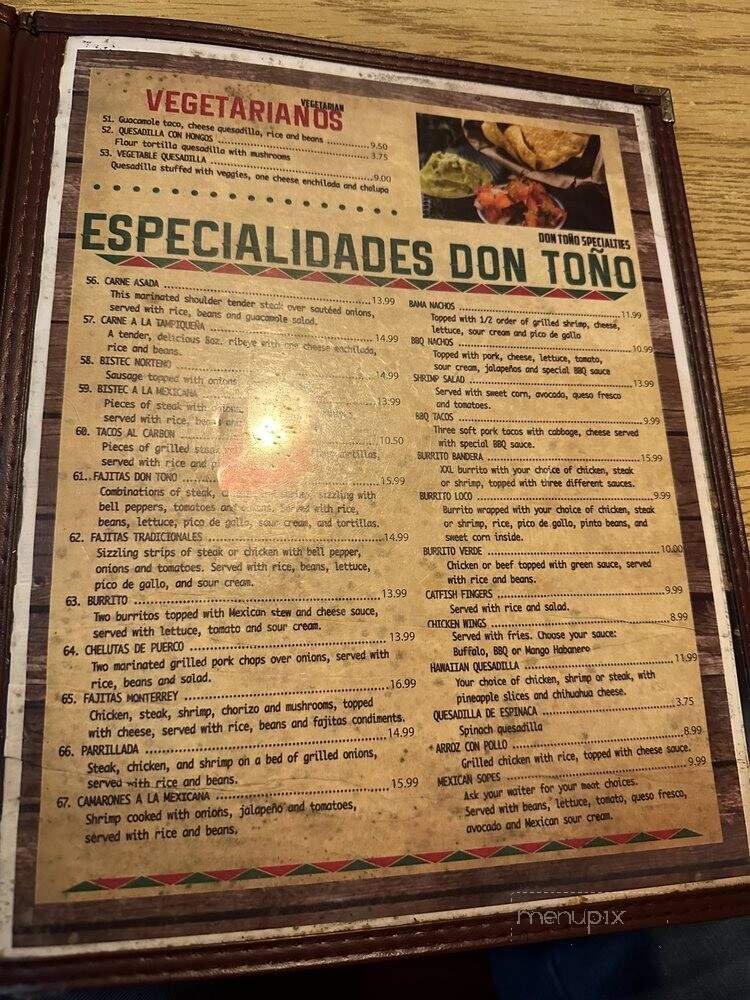 VEGETARIANOS
VEGETARIAN
51. Guacamole taco, cheese quesadilla, rice and beans ..........9.50
52. QUESADILLA CON HONGOS ..........3.75
Flour tortilla quesadilla with mushrooms
53. VEGETABLE QUESADILLA ..........9.00
Quesadilla stuffed with veggies, one cheese enchilada and chalupa
ESPECIALIDADES DON TOÑO
DON TOÑO SPECIALTIES
56. CARNE ASADA ..........13.99
This marinated shoulder tender steak over sautéed onions,
served with rice, beans and guacamole salad.
57. CARNE A LA TAMPIQUEÑA ..........14.99
A tender, delicious 8oz. ribeye with one cheese enchilada,
rice and beans.
58. BISTEC NORTENO ..........14.99
Sausage topped with onions
59. BISTEC A LA MEXICANA ..........13.99
Pieces of steak with
served with rice,
60. TACOS AL CARBON ..........10.50
Pieces of grilled steak tortillas,
served with rice and
61. FAJITAS DON TOÑO ..........15.99
Combinations of steak, sizzling with
bell peppers, tomatoes and onions. Served with rice,
beans, lettuce, pico de gallo, sour cream, and tortillas.
62. FAJITAS TRADICIONALES ..........14.99
Sizzling strips of steak or chicken with bell pepper,
onions and tomatoes. Served with rice, beans, lettuce,
pico de gallo, and sour cream.
63. BURRITO ..........13.99
Two burritos topped with Mexican stew and cheese sauce,
served with lettuce, tomato and sour cream.
64. CHELUTAS DE PUERCO ..........13.99
Two marinated grilled pork chops over onions, served with
rice, beans and salad.
65. FAJITAS MONTERREY ..........16.99
Chicken, steak, shrimp, chorizo and mushrooms, topped
with cheese, served with rice, beans and fajitas condiments.
66. PARRILLADA ..........14.99
Steak, chicken, and shrimp on a bed of grilled onions,
served with rice and beans.
67. CAMARONES A LA MEXICANA ..........15.99
Shrimp cooked with onions, jalapeño and tomatoes,
served with rice and beans,
BAMA NACHOS ..........11.99
Topped with 1/2 order of grilled shrimp, cheese,
lettuce, sour cream and pico de gallo
BBQ NACHOS ..........10.99
Topped with pork, cheese, lettuce, tomato,
sour cream, jalapeños and special BBQ sauce
SHRIMP SALAD ..........13.99
Served with sweet corn, avocado, queso fresco
and tomatoes.
BBQ TACOS ..........9.99
Three soft pork tacos with cabbage, cheese served
with special BBQ sauce.
BURRITO BANDERA ..........15.99
XXL burrito with your choice of chicken, steak
or shrimp, topped with three different sauces.
BURRITO LOCO ..........9.99
Burrito wrapped with your choice of chicken, steak
or shrimp, rice, pico de gallo, pinto beans, and
sweet corn inside.
BURRITO VERDE ..........10.00
Chicken or beef topped with green sauce, served
with rice and beans.
CATFISH FINGERS ..........9.99
Served with rice and salad.
CHICKEN WINGS ..........8.99
Served with fries. Choose your sauce:
Buffalo, BBQ or Mango Habanero
HAWAIIAN QUESADILLA ..........11.99
Your choice of chicken, shrimp or steak, with
pineapple slices and chihuahua cheese.
QUESADILLA DE ESPINACA ..........3.75
Spinach quesadilla
ARROZ CON POLLO ..........8.99
Grilled chicken with rice, topped with cheese sauce.
MEXICAN SOPES ..........9.99
Ask your waiter for your meat choices.
Served with beans, lettuce, tomato, queso fresco,
avocado and Mexican sour cream.
menupix